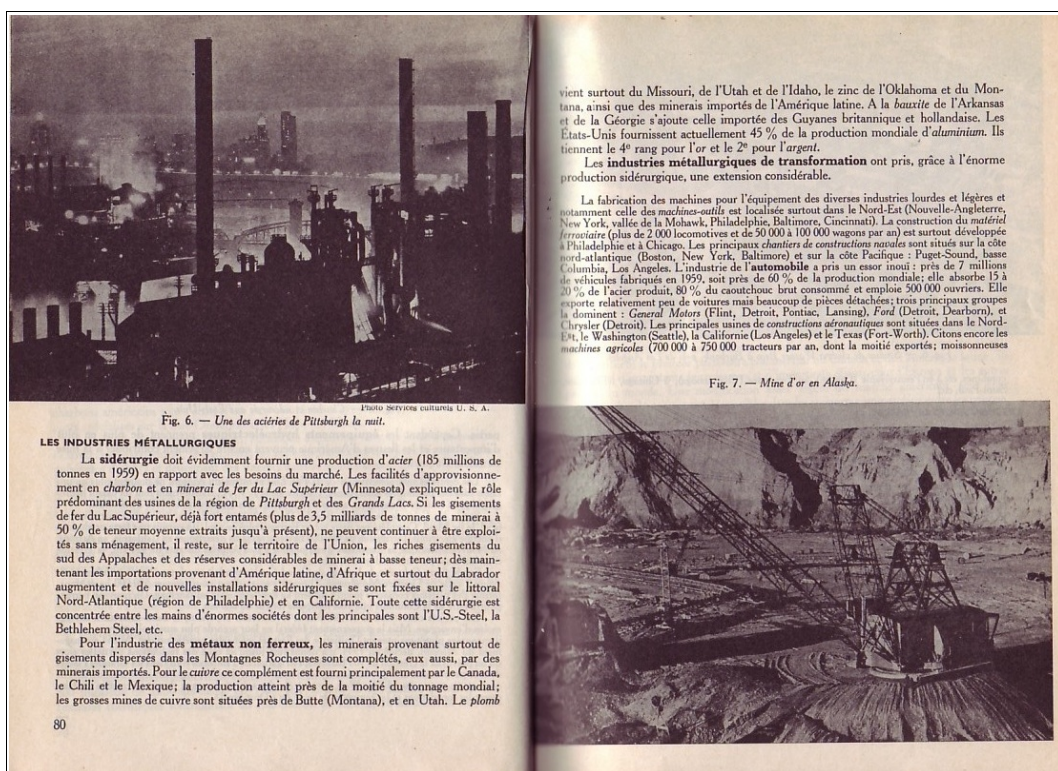 Photo Services culturels U. S. A.
Fig. 6. — Une des aciéries de Pittsburgh la nuit.
LES INDUSTRIES MÉTALLURGIQUES
La sidérurgie doit évidemment fournir une production d'acier (185 millions de
tonnes en 1959) en rapport avec les besoins du marché. Les facilités d'approvisionne-
ment en charbon et en minerai de fer du Lac Supérieur (Minnesota) expliquent le rôle
prédominant des usines de la région de Pittsburgh et des Grands Lacs. Si les gisements
de fer du Lac Supérieur, déjà fort entamés (plus de 3,5 milliards de tonnes de minerai à
50 % de teneur moyenne extraits jusqu'à présent), ne peuvent continuer à être exploi-
tés sans ménagement, il reste, sur le territoire de l'Union, les riches gisements du
sud des Appalaches et des réserves considérables de minerai à basse teneur; dès main-
tenant les importations provenant d'Amérique latine, d'Afrique et surtout du Labrador
augmentent et de nouvelles installations sidérurgiques se sont fixées sur le littoral
Nord-Atlantique (région de Philadelphie) et en Californie. Toute cette sidérurgie est
concentrée entre les mains d'énormes sociétés dont les principales sont l'U.S.-Steel, la
Bethlehem Steel, etc.
Pour l'industrie des métaux non ferreux, les minerais provenant surtout de
gisements dispersés dans les Montagnes Rocheuses sont complétés, eux aussi, par des
minerais importés. Pour le cuivre ce complément est fourni principalement par le Canada,
le Chili et le Mexique; la production atteint près de la moitié du tonnage mondial;
les grosses mines de cuivre sont situées près de Butte (Montana), et en Utah. Le plomb
80
vient surtout du Missouri, de l'Utah et de l'Idaho, le zinc de l'Oklahoma et du Mon-
tana, ainsi que des minerais importés de l'Amérique latine. A la bauxite de l'Arkansas
et de la Géorgie s'ajoute celle importée des Guyanes britannique et hollandaise. Les
États-Unis fournissent actuellement 45 % de la production mondiale d'aluminium. Ils
tiennent le 4e rang pour l'or et le 2e pour l'argent.
Les industries métallurgiques de transformation ont pris, grâce à l'énorme
production sidérurgique, une extension considérable.
La fabrication des machines pour l'équipement des diverses industries lourdes et légères et
notamment celle des machines-outils est localisée surtout dans le Nord-Est (Nouvelle-Angleterre,
New York, vallée de la Mohawk, Philadelphie, Baltimore, Cincinnati). La construction du matériel
ferroviaire (plus de 2 000 locomotives et de 50 000 à 100 000 wagons par an) est surtout développée
à Philadelphie et à Chicago. Les principaux chantiers de constructions navales sont situés sur la côte
nord-atlantique (Boston, New York, Baltimore) et sur la côte Pacifique : Puget-Sound, basse
Columbia, Los Angeles. L'industrie de l'automobile a pris un essor inouï : près de 7 millions
de véhicules fabriqués en 1959, soit près de 60 % de la production mondiale; elle absorbe 15 à
20 % de l'acier produit, 80 % du caoutchouc brut consommé et emploie 500 000 ouvriers. Elle
exporte relativement peu de voitures mais beaucoup de pièces détachées; trois principaux groupes
la dominent : General Motors (Flint, Detroit, Pontiac, Lansing), Ford (Detroit, Dearborn), et
Chrysler (Detroit). Les principales usines de constructions aéronautiques sont situées dans le Nord-
Est, le Washington (Seattle), la Californie (Los Angeles) et le Texas (Fort-Worth). Citons encore les
machines agricoles (700 000 à 750 000 tracteurs par an, dont la moitié exportés; moissonneuses
Fig. 7. — Mine d'or en Alaska.